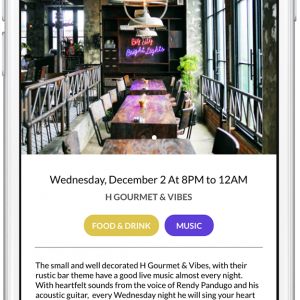 Big City
Bright Lights
Wednesday, December 2 At 8PM to 12AM
H GOURMET & VIBES
FOOD & DRINK
MUSIC
The small and well decorated H Gourmet & Vibes, with their
rustic bar theme have a good live music almost every night.
With heartfelt sounds from the voice of Rendy Pandugo and his
acoustic guitar,  every Wednesday night he will sing your heart